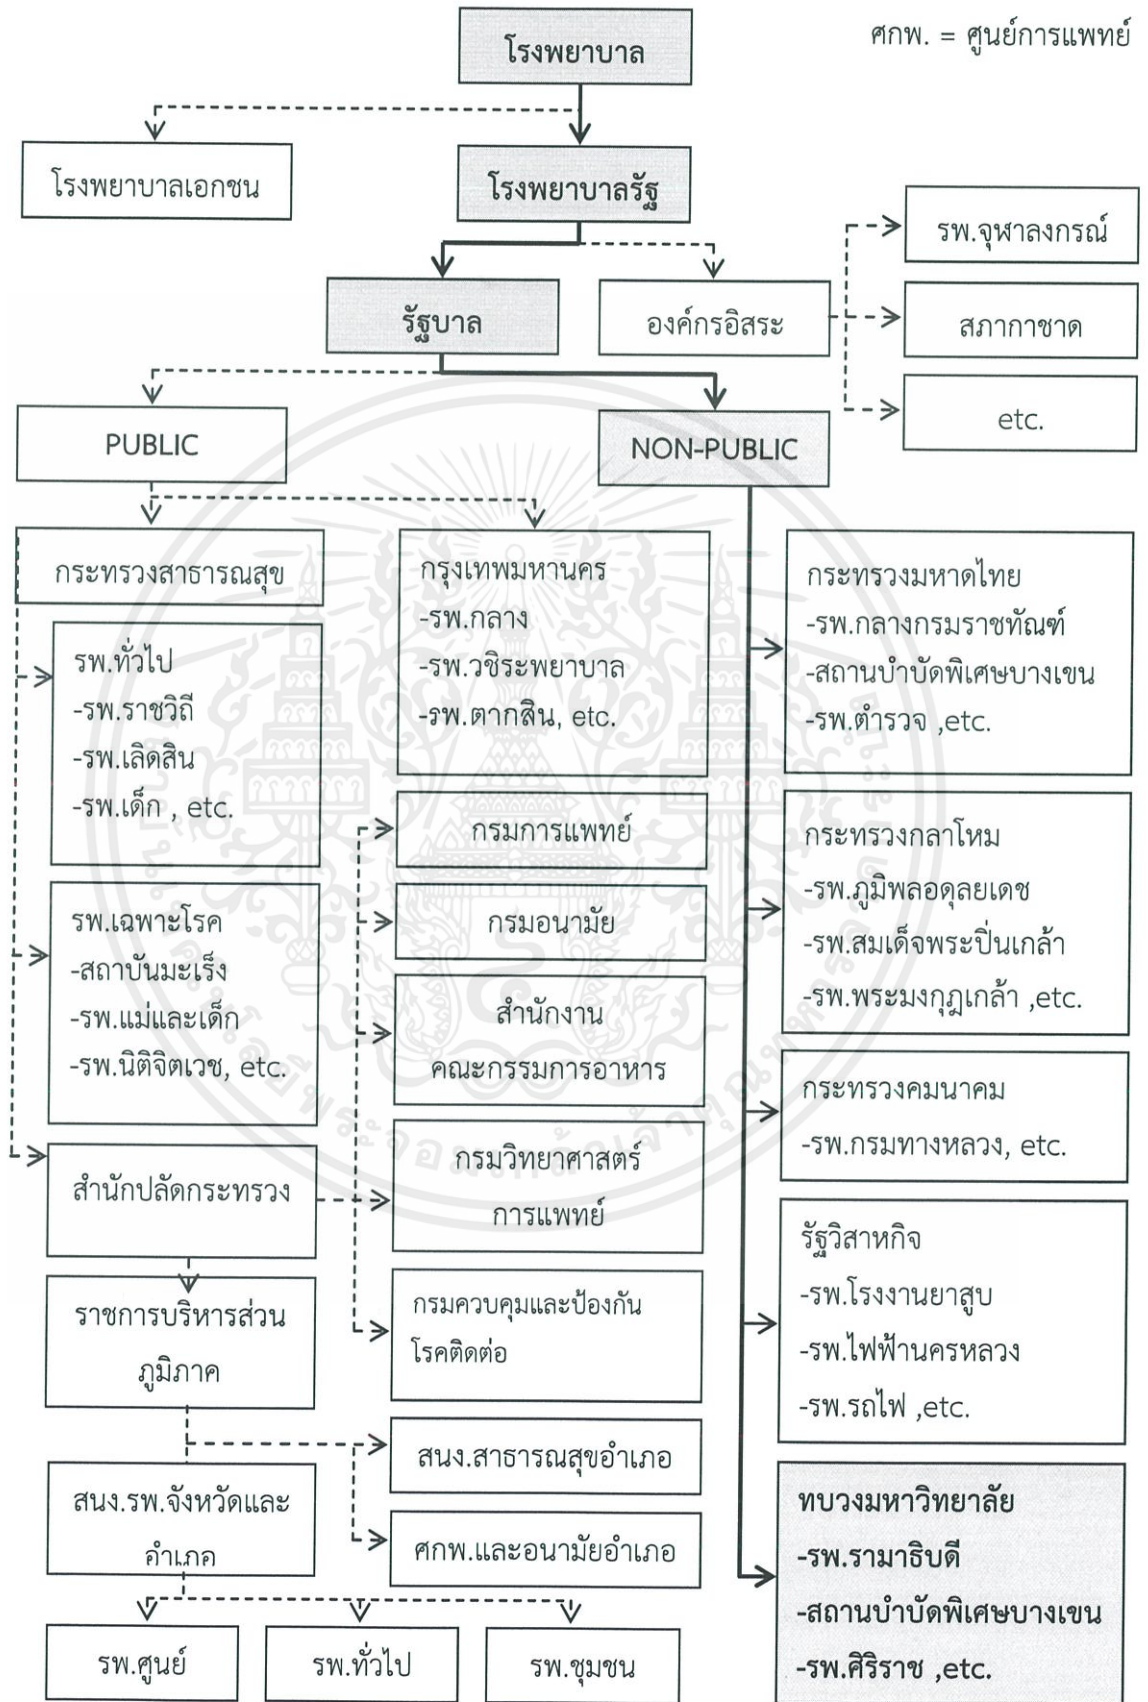 ศกพ. = ศูนย์การแพทย์
โรงพยาบาล
โรงพยาบาลเอกชน
โรงพยาบาลรัฐ
รัฐบาล
องค์กรอิสระ
รพ.จุฬาลงกรณ์
สภากาชาด
etc.
PUBLIC
NON-PUBLIC
กระทรวงสาธารณสุข
รพ.ทั่วไป
-รพ.ราชวิถี
-รพ.เลิดสิน
-รพ.เด็ก , etc.
รพ.เฉพาะโรค
-สถาบันมะเร็ง
-รพ.แม่และเด็ก
-รพ.นิติจิตเวช, etc.
สำนักปลัดกระทรวง
ราชการบริหารส่วน
ภูมิภาค
สนง.รพ.จังหวัดและ
อำเภอ
รพ.ศูนย์
รพ.ทั่วไป
รพ.ชุมชน
กรุงเทพมหานคร
-รพ.กลาง
-รพ.วชิระพยาบาล
-รพ.ตากสิน, etc.
กรมการแพทย์
กรมอนามัย
สำนักงาน
คณะกรรมการอาหาร
กรมวิทยาศาสตร์
การแพทย์
กรมควบคุมและป้องกัน
โรคติดต่อ
สนง.สาธารณสุขอำเภอ
ศกพ.และอนามัยอำเภอ
กระทรวงมหาดไทย
-รพ.กลางกรมราชทัณฑ์
-สถานบำบัดพิเศษบางเขน
-รพ.ตำรวจ ,etc.
กระทรวงกลาโหม
-รพ.ภูมิพลอดุลยเดช
-รพ.สมเด็จพระปิ่นเกล้า
-รพ.พระมงกุฎเกล้า ,etc.
กระทรวงคมนาคม
-รพ.กรมทางหลวง, etc.
รัฐวิสาหกิจ
-รพ.โรงงานยาสูบ
-รพ.ไฟฟ้านครหลวง
-รพ.รถไฟ ,etc.
ทบวงมหาวิทยาลัย
-รพ.รามาธิบดี
-สถานบำบัดพิเศษบางเขน
-รพ.ศิริราช ,etc.